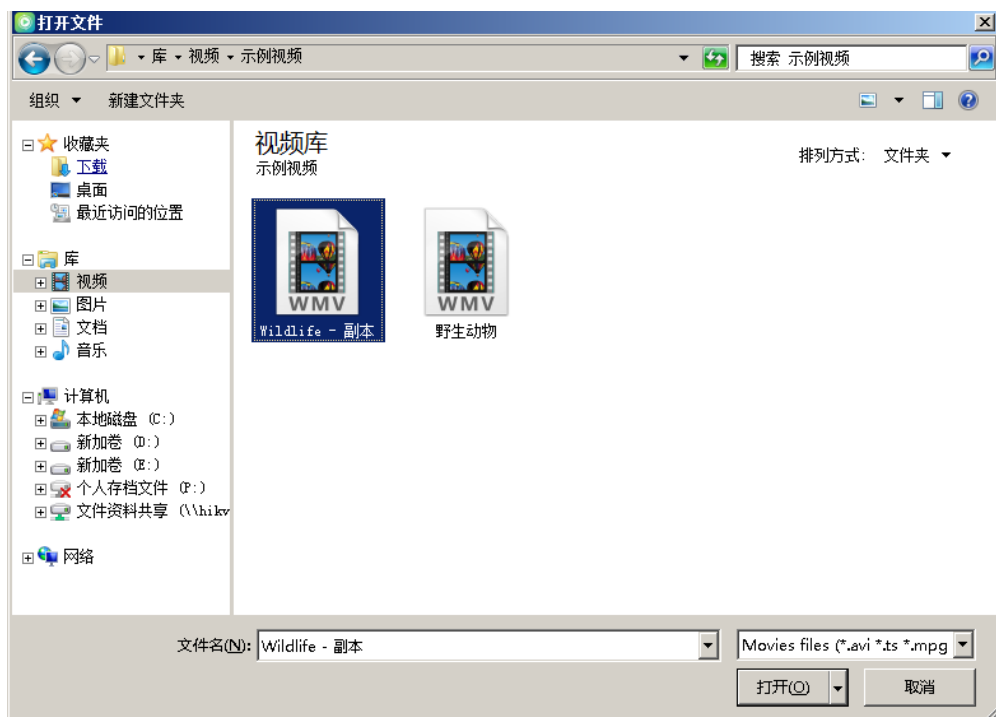 打开文件
库 视频 示例视频
搜索 示例视频
组织 新建文件夹
收藏夹
下载
桌面
最近访问的位置
库
视频
图片
文档
音乐
计算机
本地磁盘 (C:)
新加卷 (D:)
新加卷 (E:)
个人存档文件 (P:)
文件资料共享 (\\hikv
网络
视频库
示例视频
排列方式: 文件夹
WMV
Wildlife - 副本
WMV
野生动物
文件名(N): Wildlife - 副本
Movies files (*.avi *.ts *.mpg
打开(O) 取消